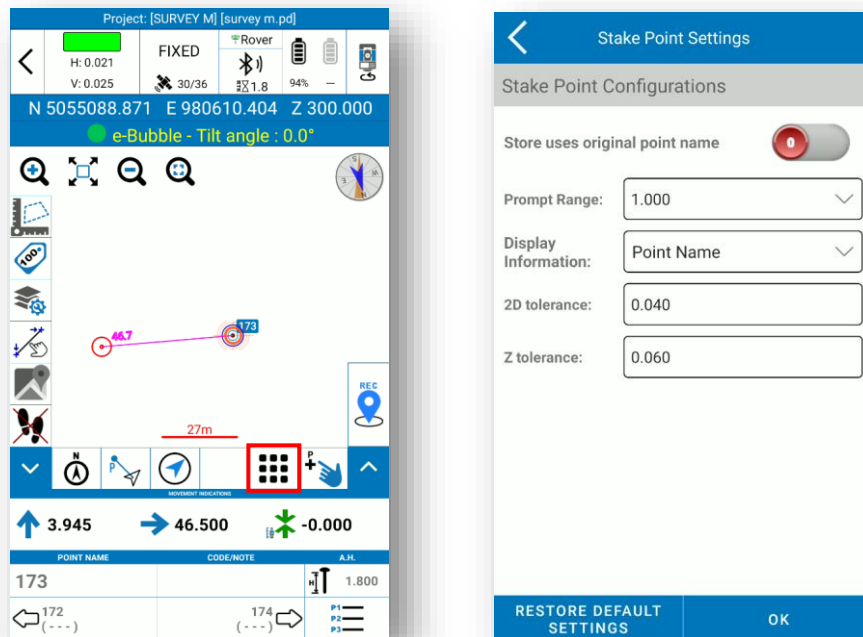 Project: [SURVEY M] [survey m.pd]
H: 0.021
V: 0.025
FIXED
30/36
Rover
1.8
94%
--
N 5055088.871 E 980610.404 Z 300.000
e-Bubble - Tilt angle : 0.0°
100°
46.7
173
REC
27m
N
P
P
MOVEMENT INDICATIONS
3.945
46.500
-0.000
POINT NAME
CODE/NOTE
A.H.
173
H
1.800
172
(---)
174
(---)
P1
P2
P3
Stake Point Settings
Stake Point Configurations
Store uses original point name
0
Prompt Range:
1.000
Display
Information:
Point Name
2D tolerance:
0.040
Z tolerance:
0.060
RESTORE DEFAULT
SETTINGS
OK